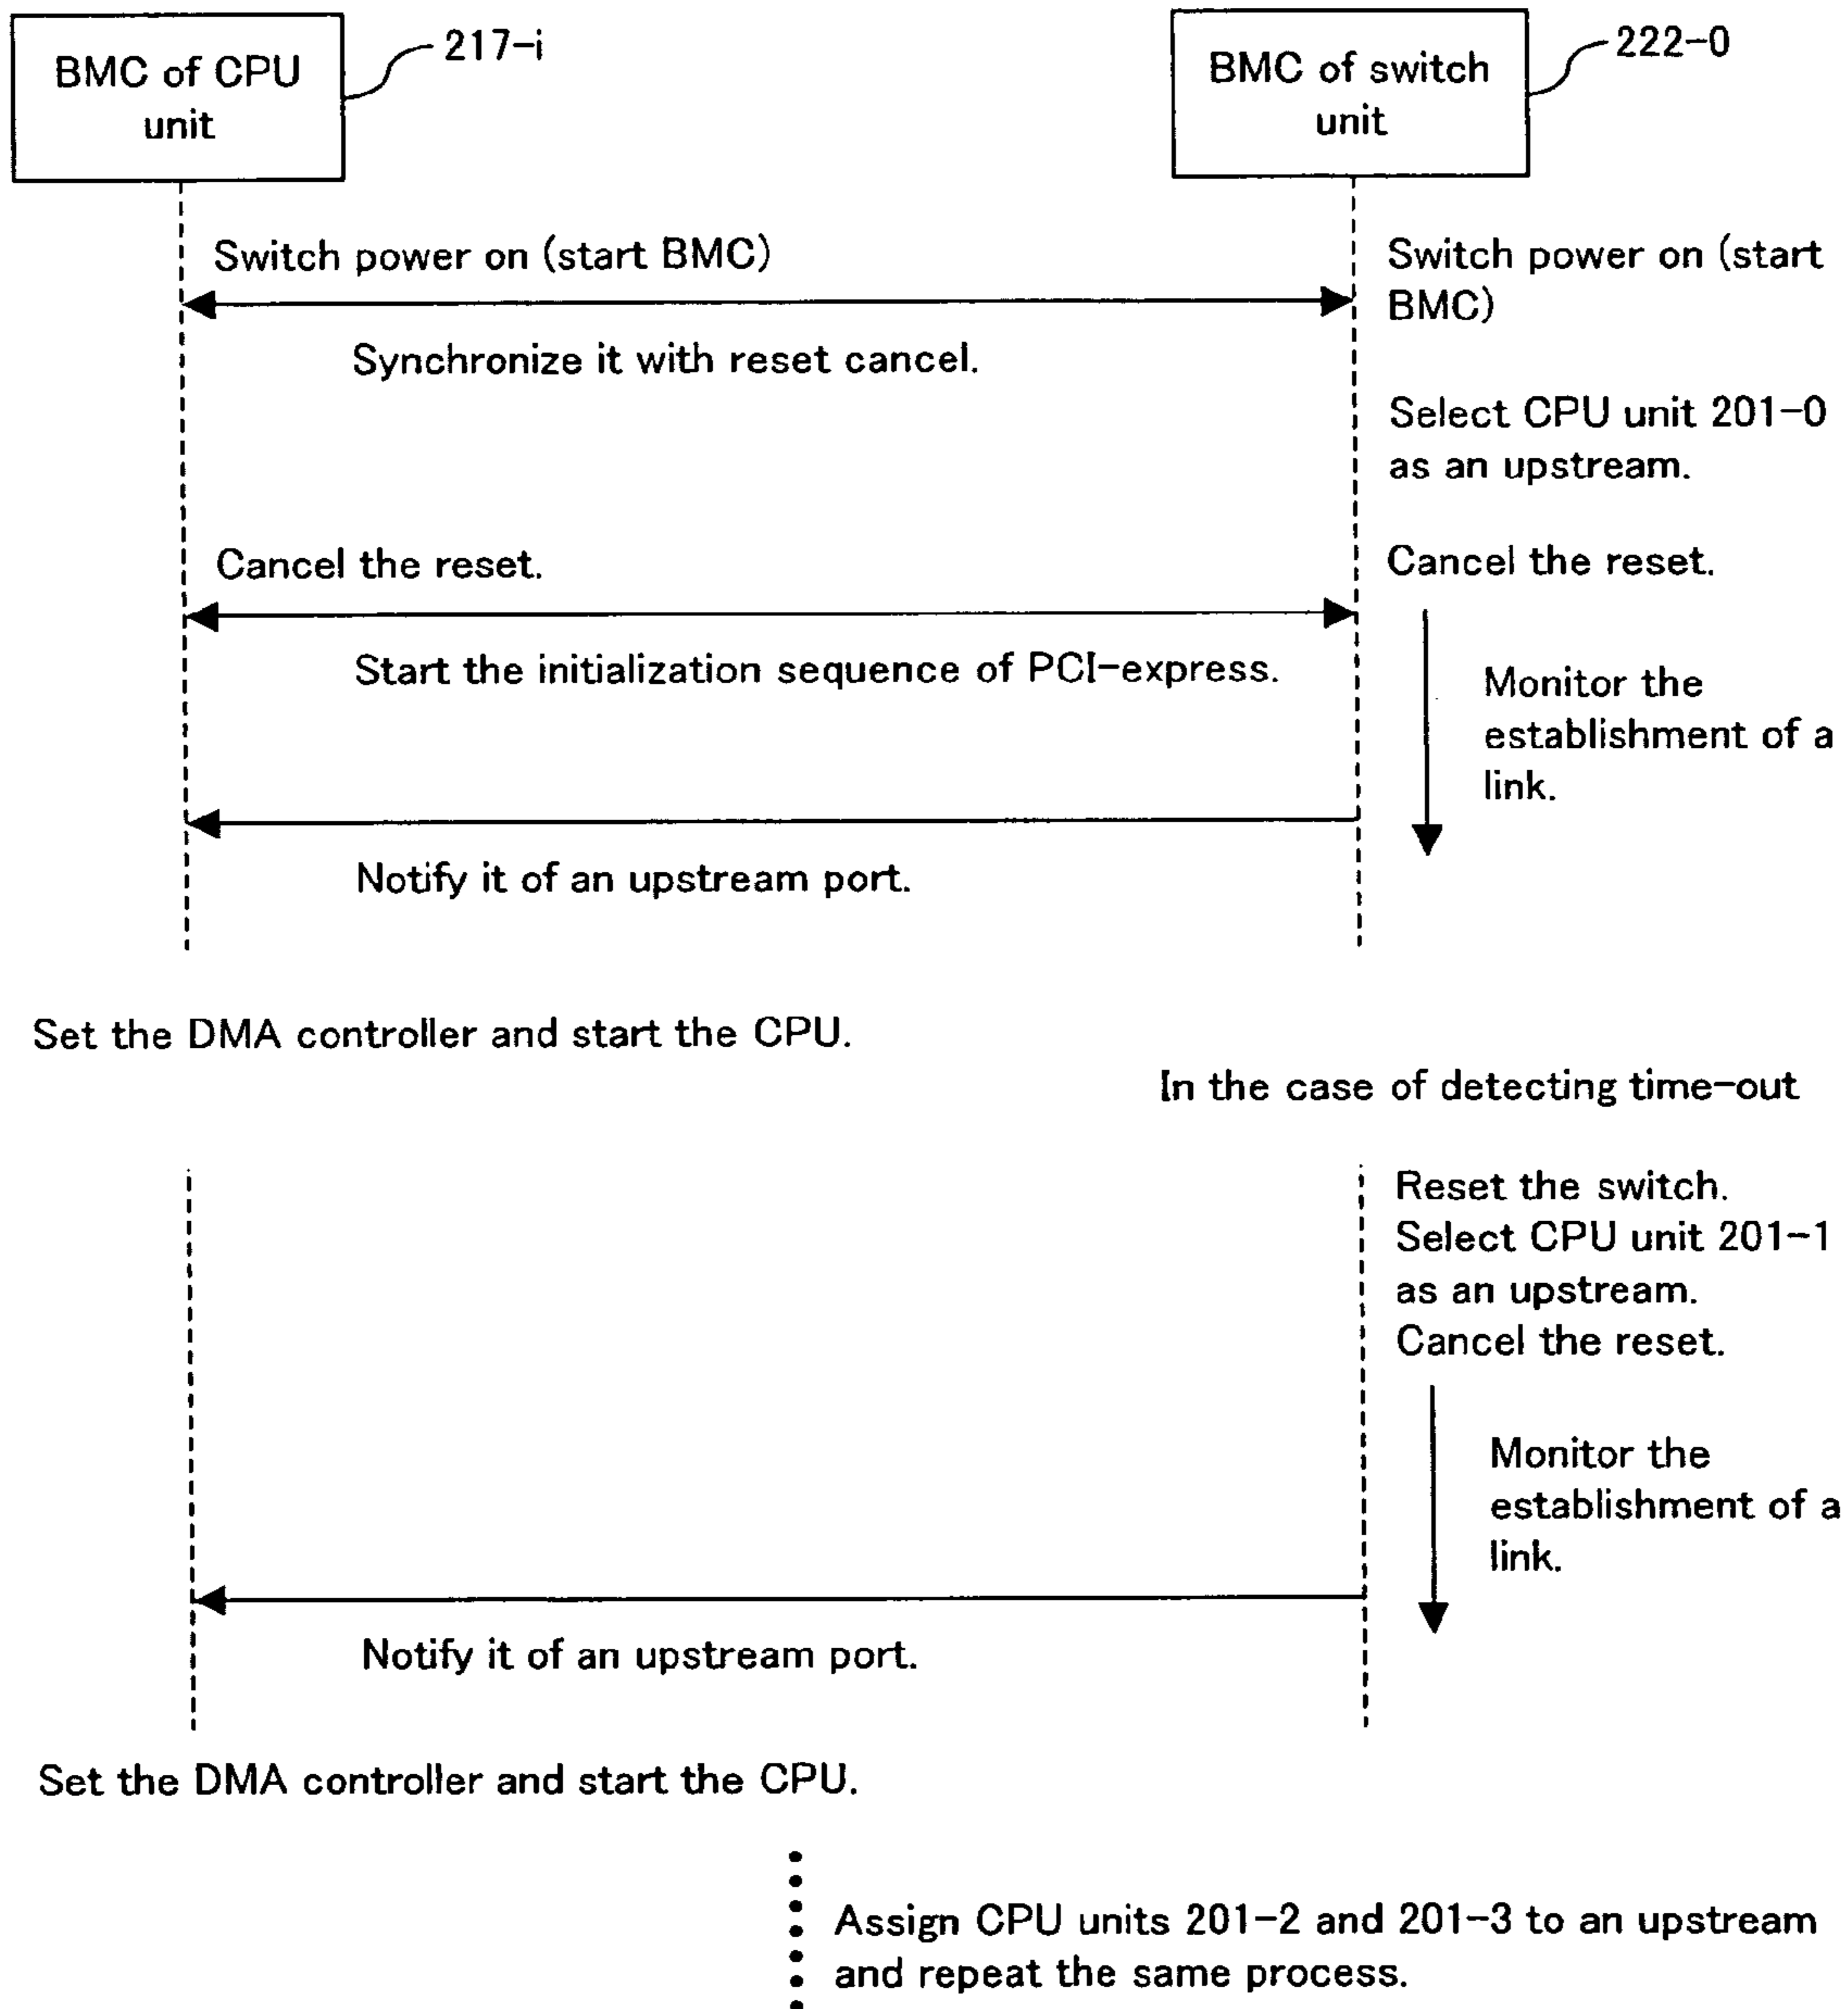 BMC of CPU
unit
217-i
BMC of switch
unit
222-0
Switch power on (start BMC)
Switch power on (start
BMC)
Synchronize it with reset cancel.
Select CPU unit 201-0
as an upstream.
Cancel the reset.
Cancel the reset.
Start the initialization sequence of PCI-express.
Monitor the
establishment of a
link.
Notify it of an upstream port.
Set the DMA controller and start the CPU.
In the case of detecting time-out
Reset the switch.
Select CPU unit 201-1
as an upstream.
Cancel the reset.
Monitor the
establishment of a
link.
Notify it of an upstream port.
Set the DMA controller and start the CPU.
Assign CPU units 201-2 and 201-3 to an upstream
and repeat the same process.